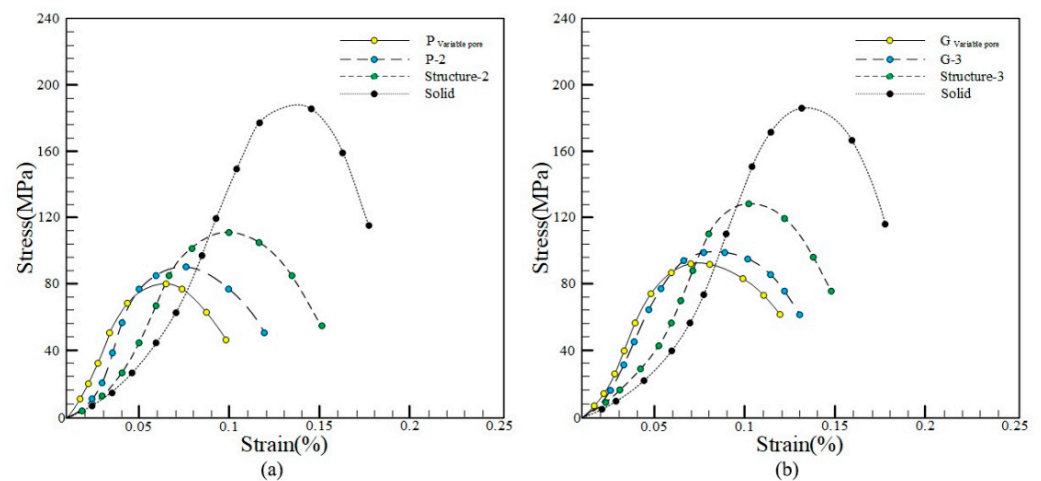 240
200
160
120
80
40
0
Stress(MPa)
0.05
0.1
0.15
0.2
0.25
Strain(%)
P Variable pore
P-2
Structure-2
Solid
(a)
240
200
160
120
80
40
0
Stress(MPa)
0.05
0.1
0.15
0.2
0.25
Strain(%)
G Variable pore
G-3
Structure-3
Solid
(b)